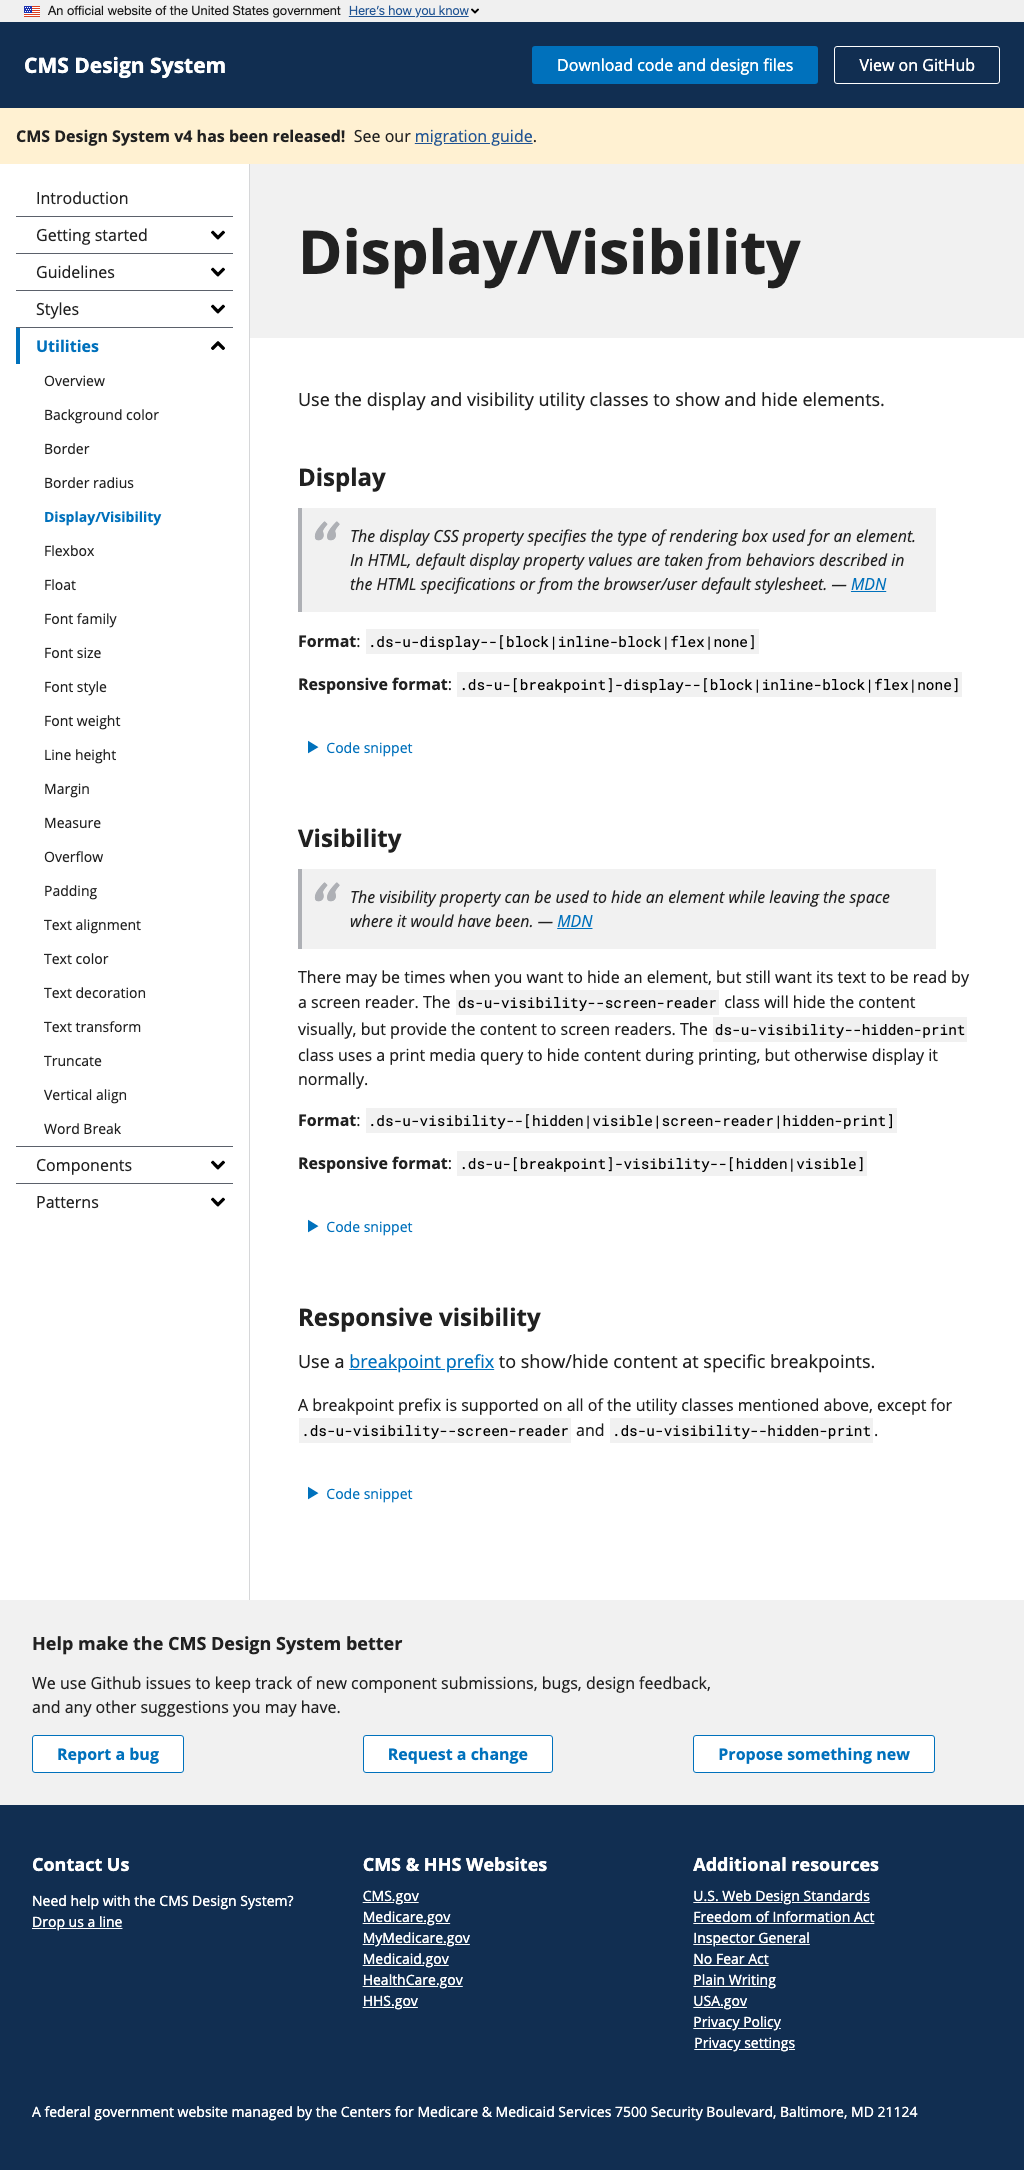 An official website of the United States government Here's how you know
CMS Design System
Download code and design files
View on GitHub
CMS Design System v4 has been released! See our migration guide.
Introduction
Getting started
Guidelines
Styles
Utilities
Overview
Background color
Border
Border radius
Display/Visibility
Flexbox
Float
Font family
Font size
Font style
Font weight
Line height
Margin
Measure
Overflow
Padding
Text alignment
Text color
Text decoration
Text transform
Truncate
Vertical align
Word Break
Components
Patterns
Display/Visibility
Use the display and visibility utility classes to show and hide elements.
Display
The display CSS property specifies the type of rendering box used for an element.
In HTML, default display property values are taken from behaviors described in
the HTML specifications or from the browser/user default stylesheet. — MDN
Format: .ds-u-display--[block|inline-block|flex|none]
Responsive format: .ds-u-[breakpoint]-display--[block|inline-block|flex|none]
Code snippet
Visibility
The visibility property can be used to hide an element while leaving the space
where it would have been. — MDN
There may be times when you want to hide an element, but still want its text to be read by
a screen reader. The ds-u-visibility--screen-reader class will hide the content
visually, but provide the content to screen readers. The ds-u-visibility--hidden-print
class uses a print media query to hide content during printing, but otherwise display it
normally.
Format: .ds-u-visibility--[hidden|visible|screen-reader|hidden-print]
Responsive format: .ds-u-[breakpoint]-visibility--[hidden|visible]
Code snippet
Responsive visibility
Use a breakpoint prefix to show/hide content at specific breakpoints.
A breakpoint prefix is supported on all of the utility classes mentioned above, except for
.ds-u-visibility--screen-reader and .ds-u-visibility--hidden-print.
Code snippet
Help make the CMS Design System better
We use Github issues to keep track of new component submissions, bugs, design feedback,
and any other suggestions you may have.
Report a bug
Request a change
Propose something new
Contact Us
Need help with the CMS Design System?
Drop us a line
CMS & HHS Websites
CMS.gov
Medicare.gov
MyMedicare.gov
Medicaid.gov
HealthCare.gov
HHS.gov
Additional resources
U.S. Web Design Standards
Freedom of Information Act
Inspector General
No Fear Act
Plain Writing
USA.gov
Privacy Policy
Privacy settings
A federal government website managed by the Centers for Medicare & Medicaid Services 7500 Security Boulevard, Baltimore, MD 21124